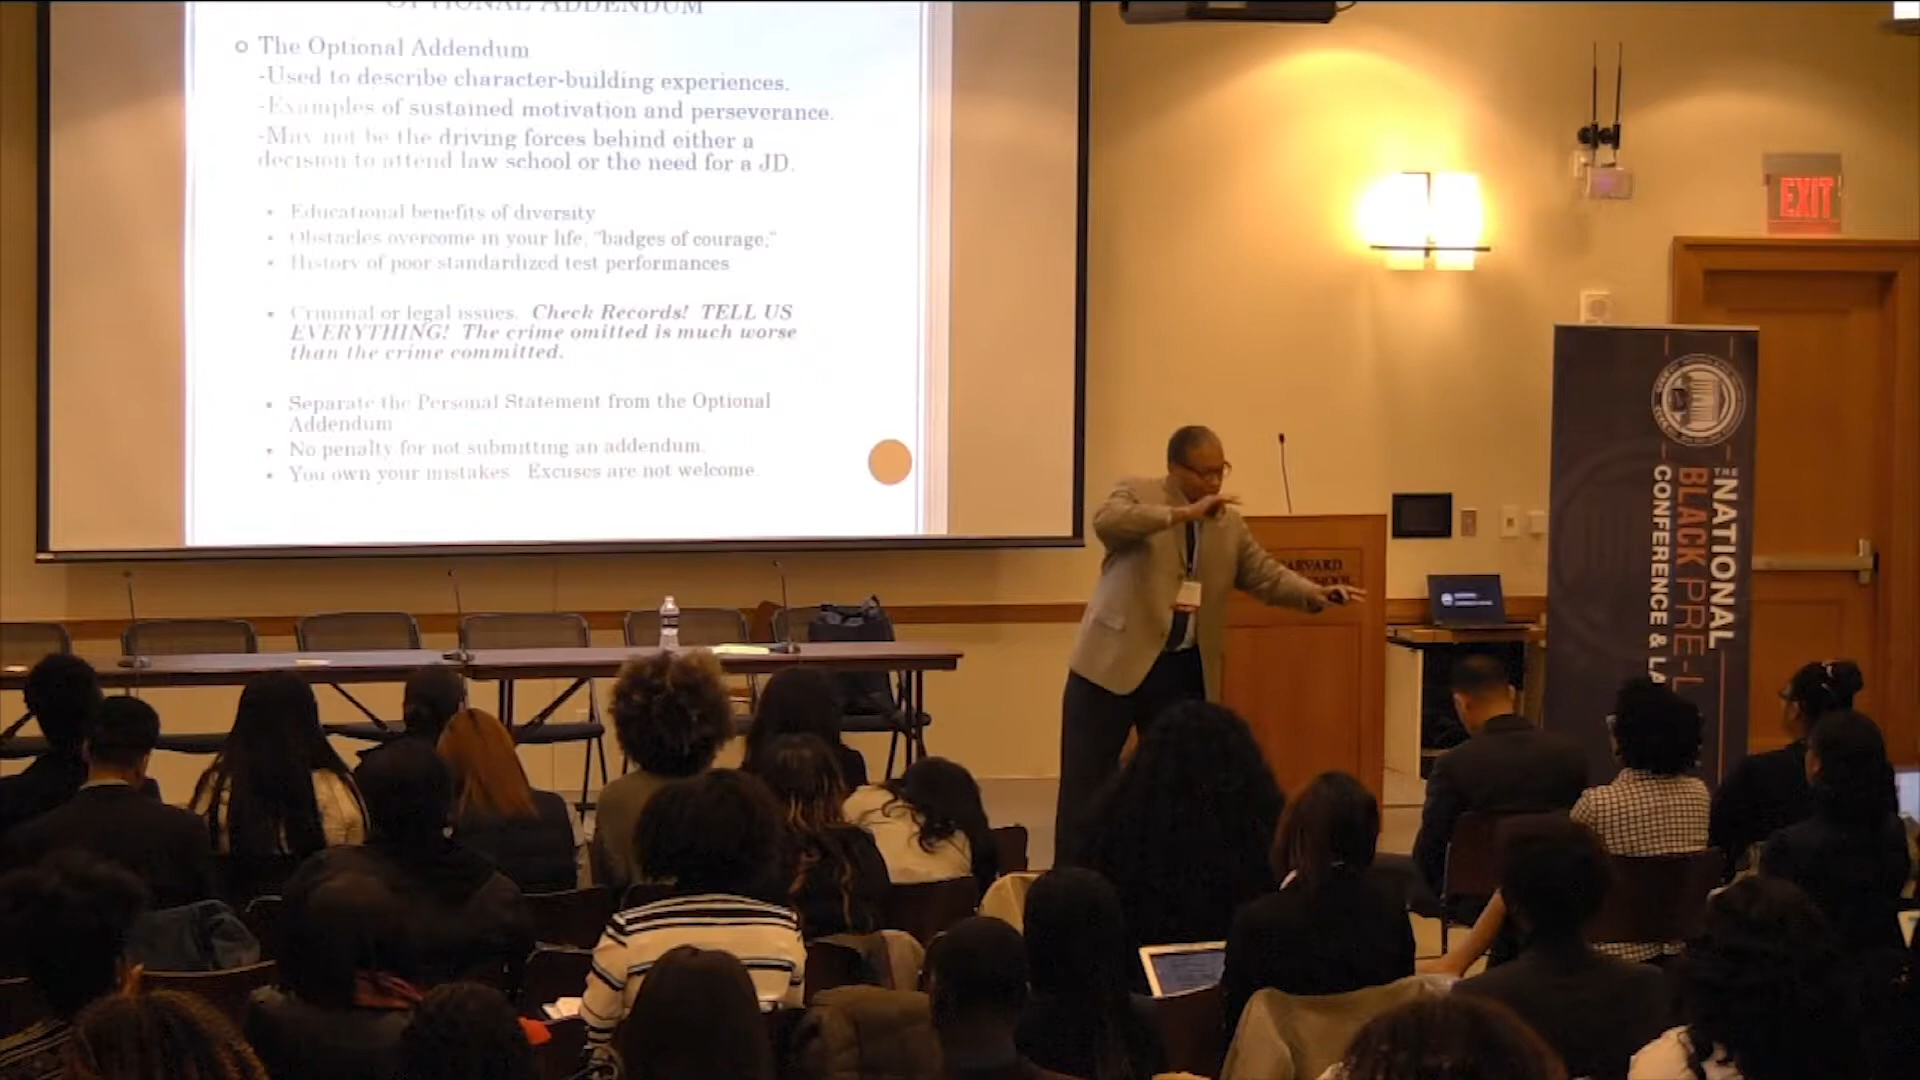 OPTIONAL ADDENDUM
The Optional Addendum
-Used to describe character-building experiences.
-Examples of sustained motivation and perseverance.
-May not be the driving forces behind either a
decision to attend law school or the need for a JD.
Educational benefits of diversity
Obstacles overcome in your life, "badges of courage,"
History of poor standardized test performances
Criminal or legal issues. Check Records! TELL US
EVERYTHING! The crime omitted is much worse
than the crime committed.
Separate the Personal Statement from the Optional
Addendum
No penalty for not submitting an addendum.
You own your mistakes. Excuses are not welcome.
EXIT
THE NATIONAL
BLACK PRE-L
CONFERENCE & LA
ARVARD
SCHOOL